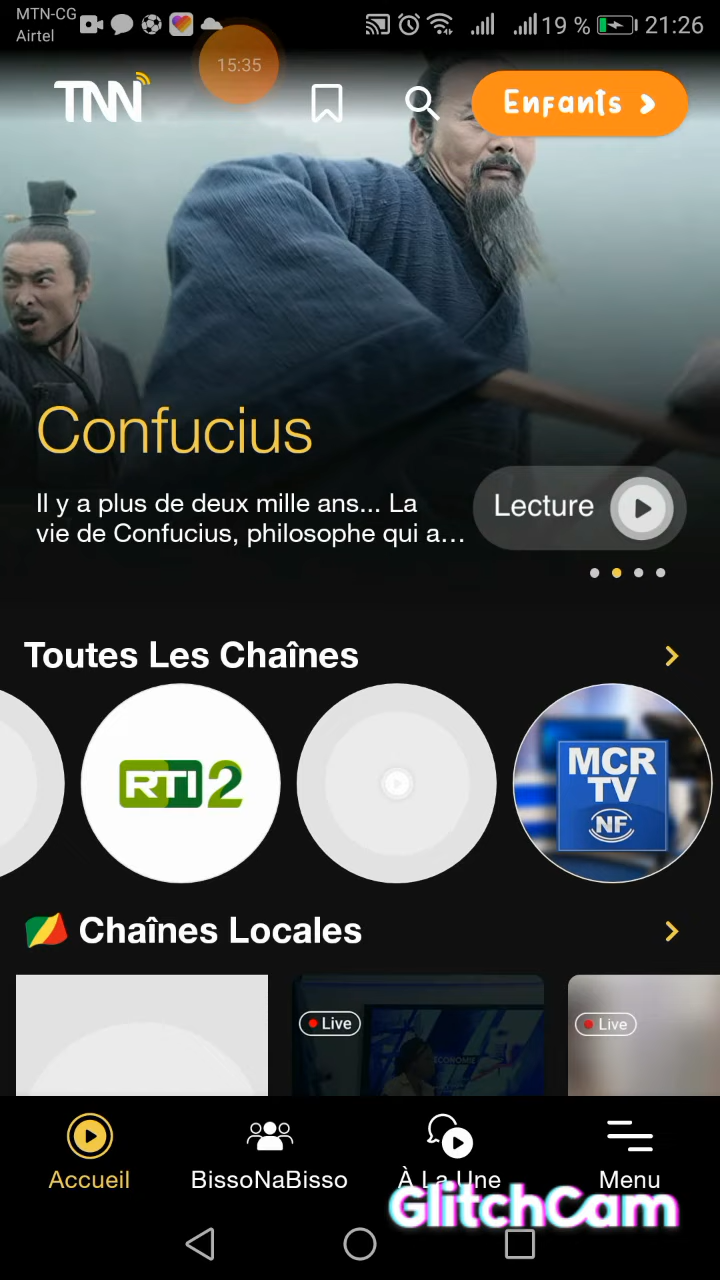 MTN-CG
Airtel
19 %
21:26
15:35
TNN
Enfants
Confucius
Il y a plus de deux mille ans... La
vie de Confucius, philosophe qui a…
Lecture
Toutes Les Chaînes
RTI 2
MCR
TV
NF
Chaînes Locales
Live
ÉCONOMIE
Live
Accueil
BissoNaBisso
À La Une
Menu
GlitchCam